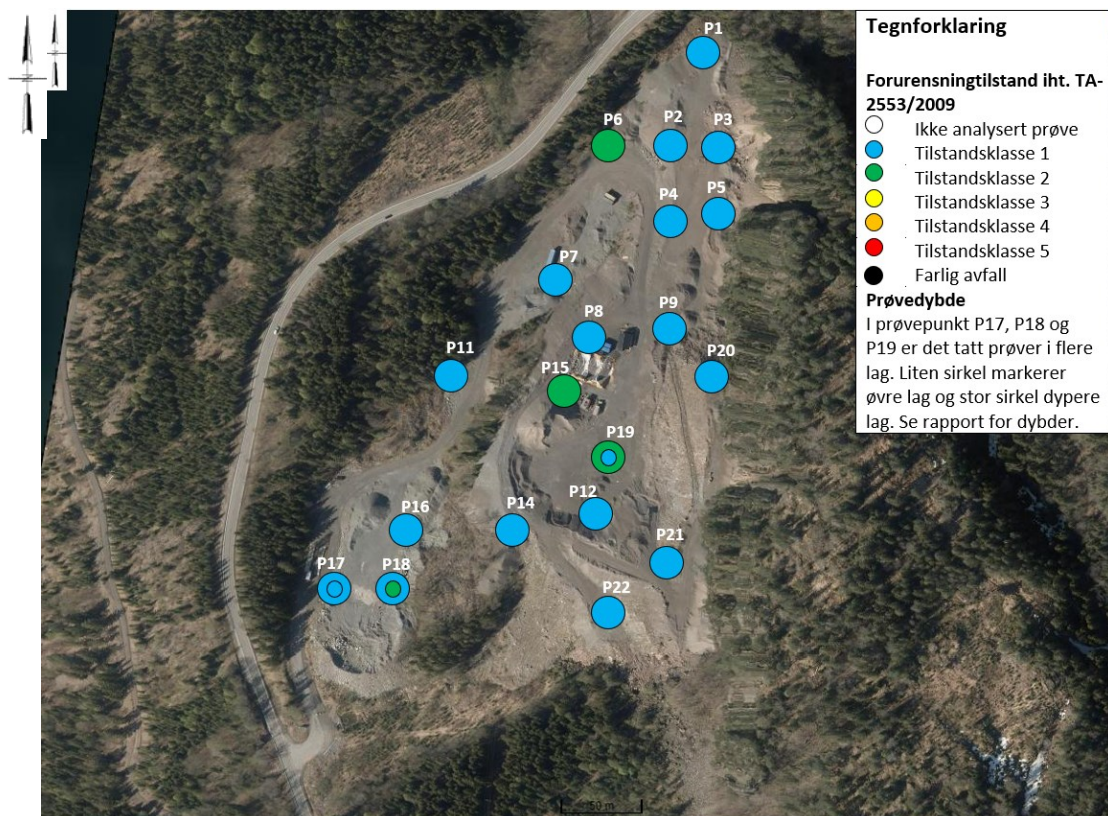 Tegnforklaring
Forurensningtilstand iht. TA-
2553/2009
Ikke analysert prøve
Tilstandsklasse 1
Tilstandsklasse 2
Tilstandsklasse 3
Tilstandsklasse 4
Tilstandsklasse 5
Farlig avfall
Prøvedybde
I prøvepunkt P17, P18 og
P19 er det tatt prøver i flere
lag. Liten sirkel markerer
øvre lag og stor sirkel dypere
lag. Se rapport for dybder.
P1
P6
P2
P3
P4
P5
P7
P8
P9
P11
P20
P15
P19
P12
P16
P14
P21
P17
P18
P22
50 m